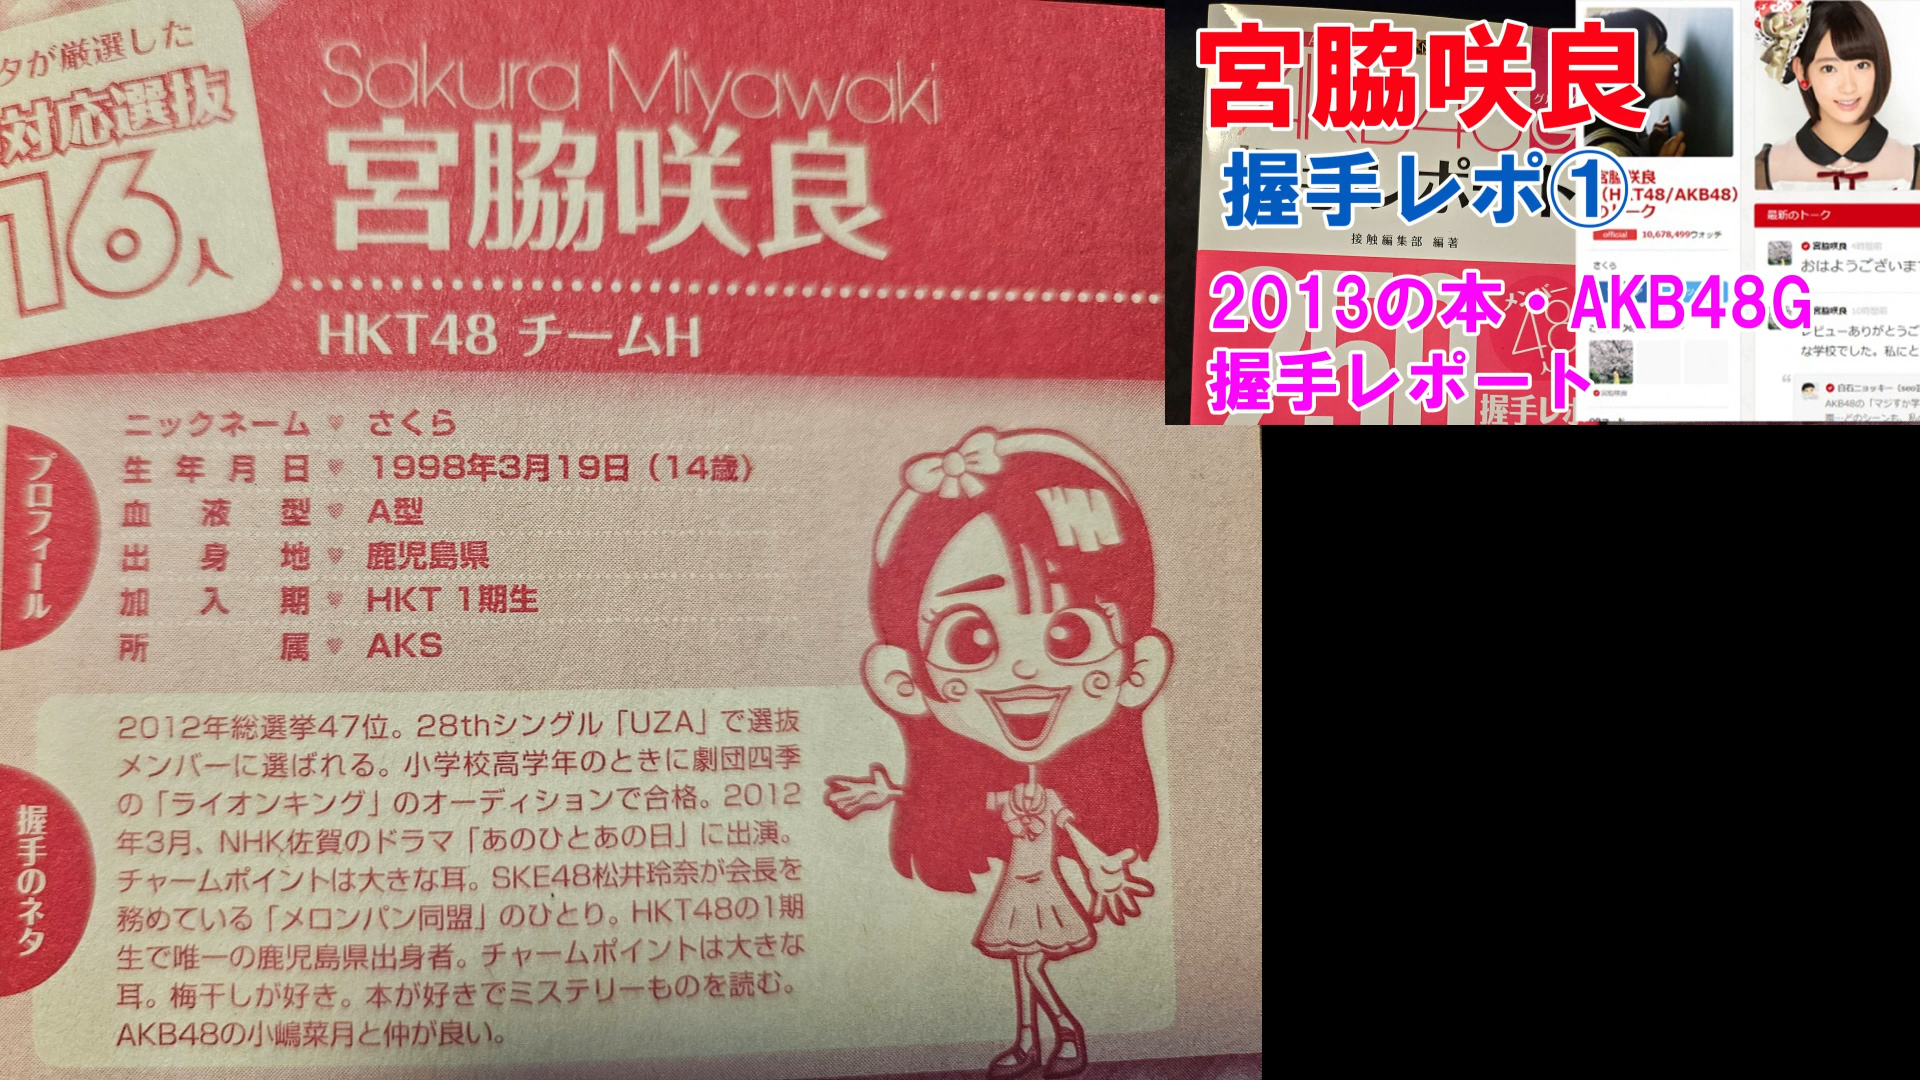 タが厳選した
対応選抜
16人
Sakura Miyawaki
宮脇咲良
HKT48 チームH
プロフィール
ニックネーム♥さくら
生年月日♥1998年3月19日（14歳）
血液型♥A型
出身地♥鹿児島県
加入期♥HKT 1期生
所属♥AKS
握手のネタ
2012年総選挙47位。28thシングル「UZA」で選抜
メンバーに選ばれる。小学校高学年のときに劇団四季
の「ライオンキング」のオーディションで合格。2012
年3月、NHK佐賀のドラマ「あのひとあの日」に出演。
チャームポイントは大きな耳。SKE48松井玲奈が会長を
務めている「メロンパン同盟」のひとり。HKT48の1期
生で唯一の鹿児島県出身者。チャームポイントは大きな
耳。梅干しが好き。本が好きでミステリーものを読む。
AKB48の小嶋菜月と仲が良い。
宮脇咲良
握手レポ①
接触編集部 編著
2013の本・AKB48G
握手レポート
握手レポ
宮脇咲良
（HKT48/AKB48）
のトーク
official 10,678,499ウォッチ
さくら
最新のトーク
宮脇咲良
おはようございま
宮脇咲良
レビューありがとうご
な学校でした。私にと
AKB48の「マジすか学